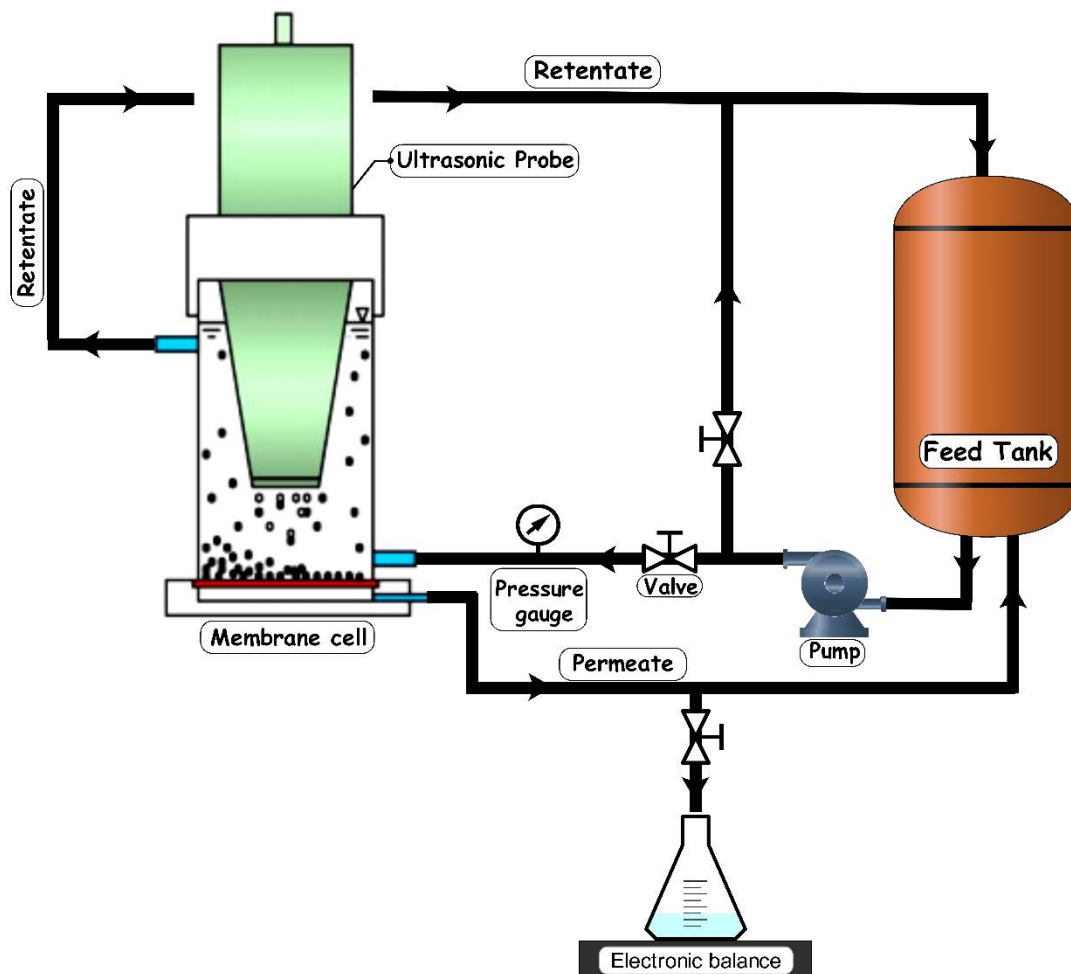 Retentate
Ultrasonic Probe
Retentate
Feed Tank
Pressure
gauge
Valve
Pump
Membrane cell
Permeate
Electronic balance